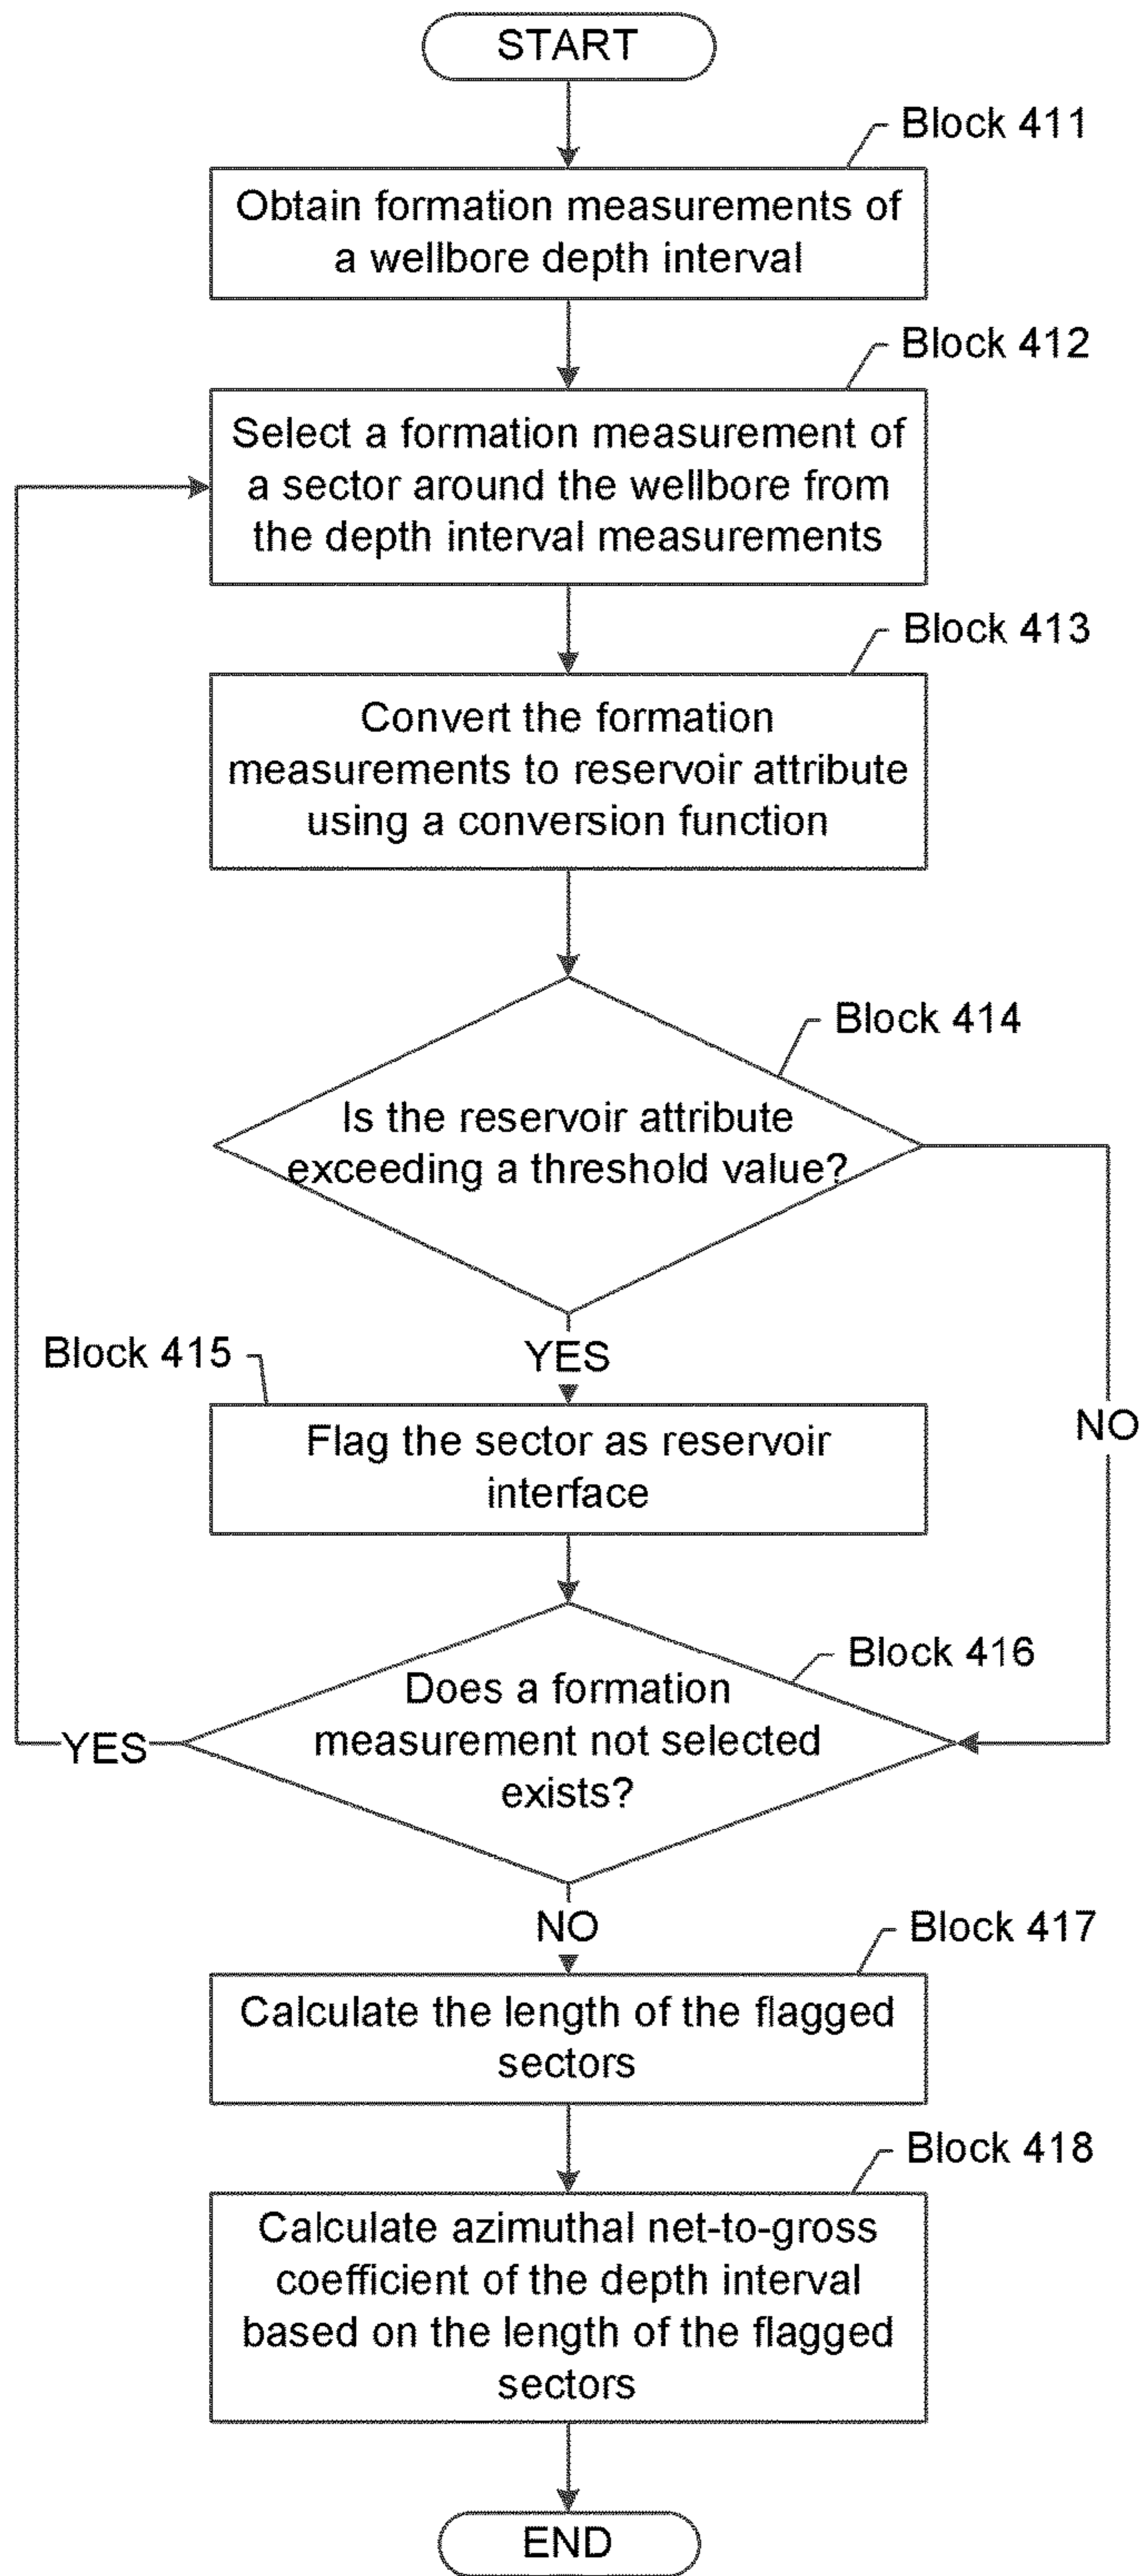 START
Block 411
Obtain formation measurements of
a wellbore depth interval
Block 412
Select a formation measurement of
a sector around the wellbore from
the depth interval measurements
Block 413
Convert the formation
measurements to reservoir attribute
using a conversion function
Block 414
Is the reservoir attribute
exceeding a threshold value?
YES
NO
Block 415
Flag the sector as reservoir
interface
Block 416
Does a formation
measurement not selected
exists?
YES
NO
Block 417
Calculate the length of the flagged
sectors
Block 418
Calculate azimuthal net-to-gross
coefficient of the depth interval
based on the length of the flagged
sectors
END